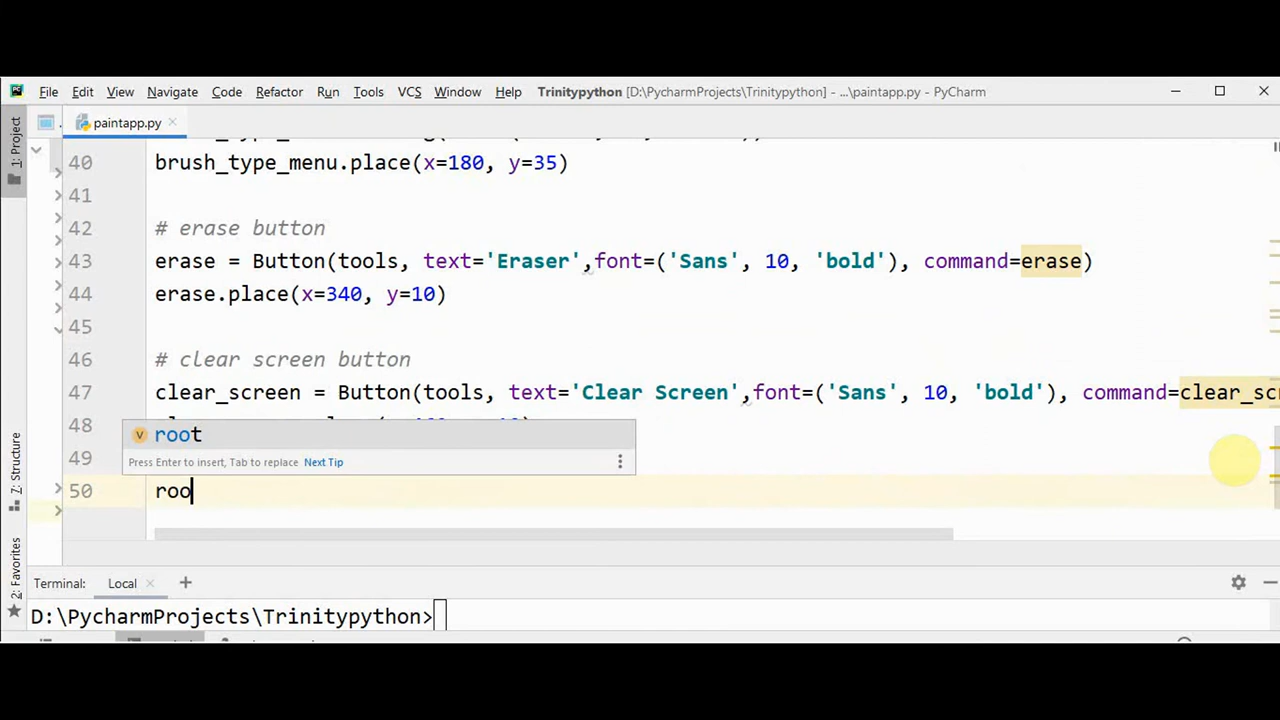 File Edit View Navigate Code Refactor Run Tools VCS Window Help Trinitypython [D:\PycharmProjects\Trinitypython] - ...\paintapp.py - PyCharm
paintapp.py
1: Project
40 brush_type_menu.place(x=180, y=35)
41
42 # erase button
43 erase = Button(tools, text='Eraser',font=('Sans', 10, 'bold'), command=erase)
44 erase.place(x=340, y=10)
45
46 # clear screen button
47 clear_screen = Button(tools, text='Clear Screen',font=('Sans', 10, 'bold'), command=clear_scr
48
root
49
Press Enter to insert, Tab to replace Next Tip
50 roo
Z: Structure
2: Favorites
Terminal: Local
D:\PycharmProjects\Trinitypython>